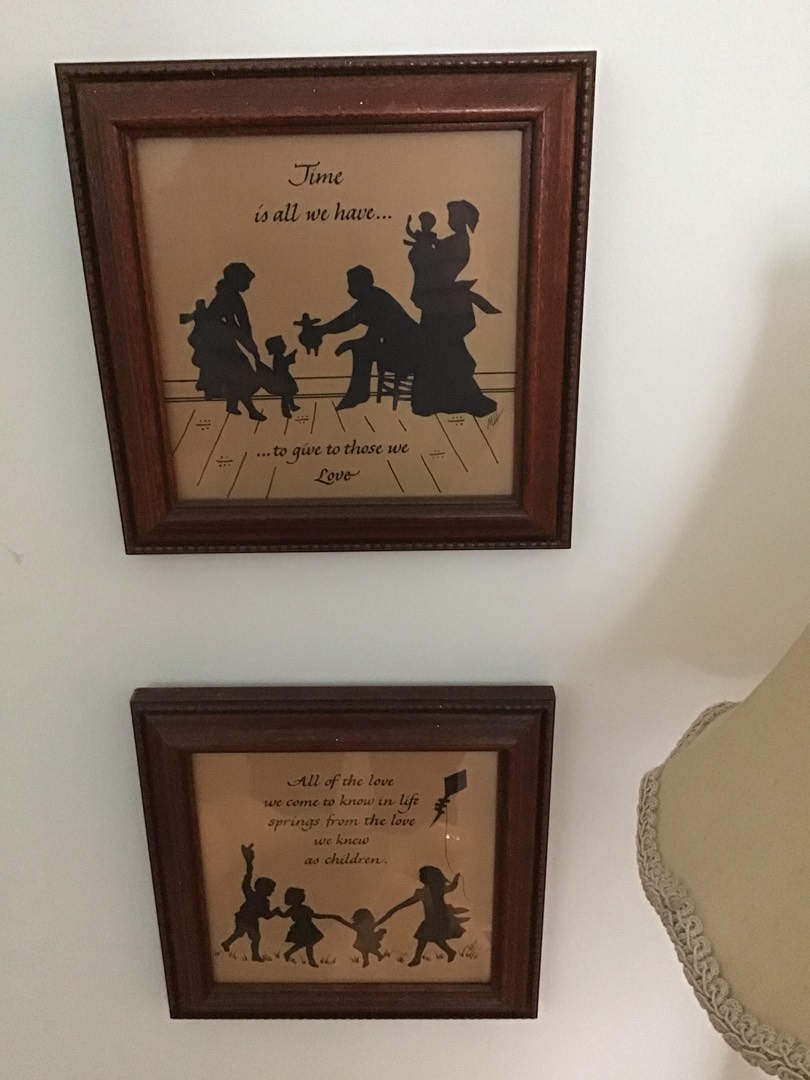 Time
is all we have...
...to give to those we
Love
All of the love
we come to know in life
springs from the love
we knew
as children.